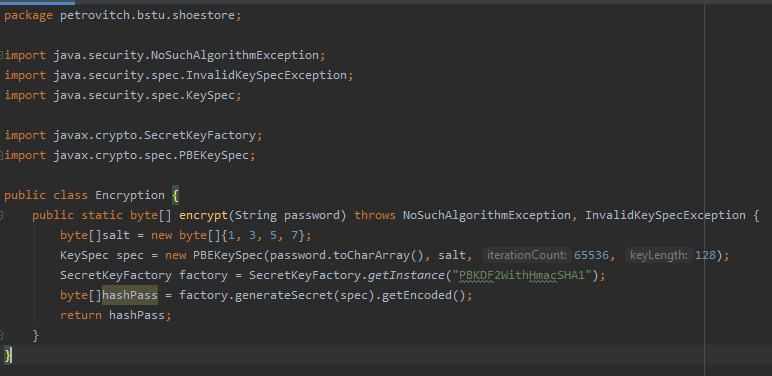 package petrovitch.bstu.shoestore;
import java.security.NoSuchAlgorithmException;
import java.security.spec.InvalidKeySpecException;
import java.security.spec.KeySpec;
import javax.crypto.SecretKeyFactory;
import javax.crypto.spec.PBEKeySpec;
public class Encryption {
public static byte[] encrypt(String password) throws NoSuchAlgorithmException, InvalidKeySpecException {
byte[]salt = new byte[]{1, 3, 5, 7};
KeySpec spec = new PBEKeySpec(password.toCharArray(), salt, iterationCount: 65536, keyLength: 128);
SecretKeyFactory factory = SecretKeyFactory.getInstance("PBKDF2WithHmacSHA1");
byte[]hashPass = factory.generateSecret(spec).getEncoded();
return hashPass;
}
}